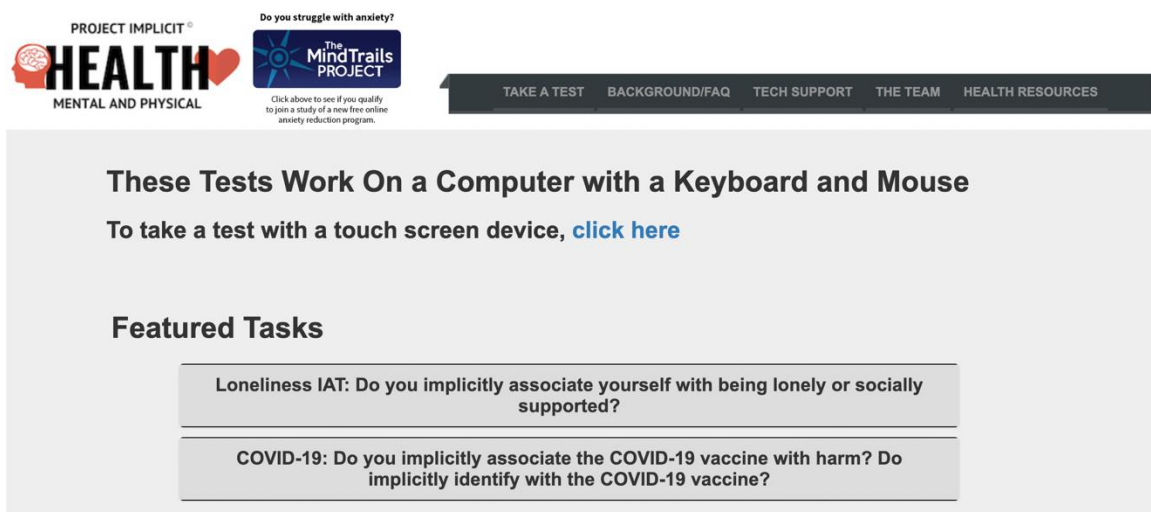 PROJECT IMPLICIT©
HEALTH
MENTAL AND PHYSICAL
Do you struggle with anxiety?
The
MindTrails
PROJECT
Click above to see if you qualify
to join a study of a new free online
anxiety reduction program.
TAKE A TEST BACKGROUND/FAQ TECH SUPPORT THE TEAM HEALTH RESOURCES
These Tests Work On a Computer with a Keyboard and Mouse
To take a test with a touch screen device, click here
Featured Tasks
Loneliness IAT: Do you implicitly associate yourself with being lonely or socially
supported?
COVID-19: Do you implicitly associate the COVID-19 vaccine with harm? Do
implicitly identify with the COVID-19 vaccine?